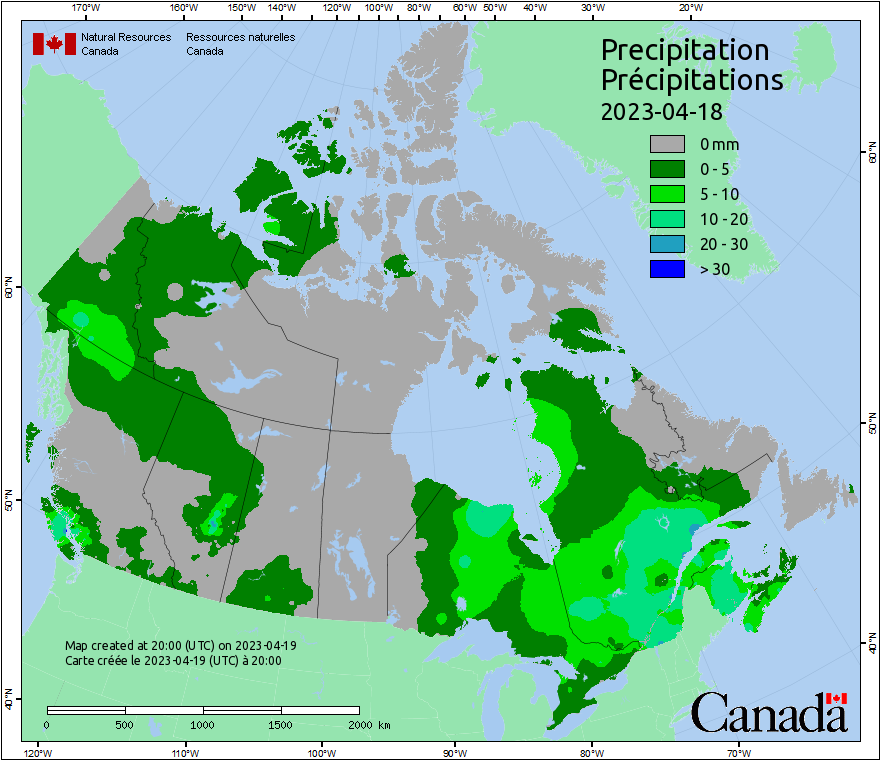 170°W 160°W 150°W 140°W 130°W 120°W 110°W 100°W 90°W 80°W 60°W 50°W 40°W 30°W 20°W
Natural Resources Canada
Ressources naturelles Canada
Precipitation
Précipitations
2023-04-18
0 mm
0 - 5
5 - 10
10 - 20
20 - 30
> 30
60°N
60°N
50°N
50°N
40°N
40°N
Map created at 20:00 (UTC) on 2023-04-19
Carte créée le 2023-04-19 (UTC) à 20:00
0 500 1000 1500 2000 km
Canada
120°W 110°W 100°W 90°W 80°W 70°W